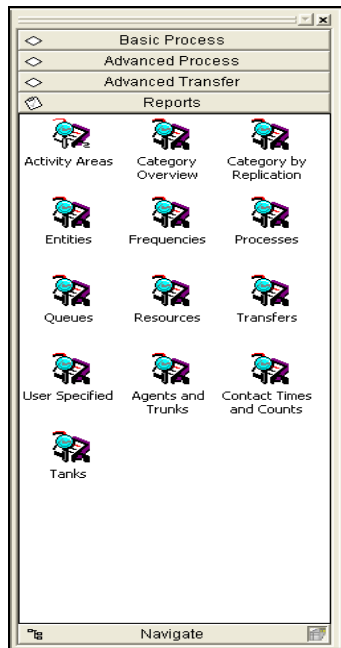 Basic Process
Advanced Process
Advanced Transfer
Reports
Activity Areas
Category
Overview
Category by
Replication
Entities
Frequencies
Processes
Queues
Resources
Transfers
User Specified
Agents and
Trunks
Contact Times
and Counts
Tanks
Navigate